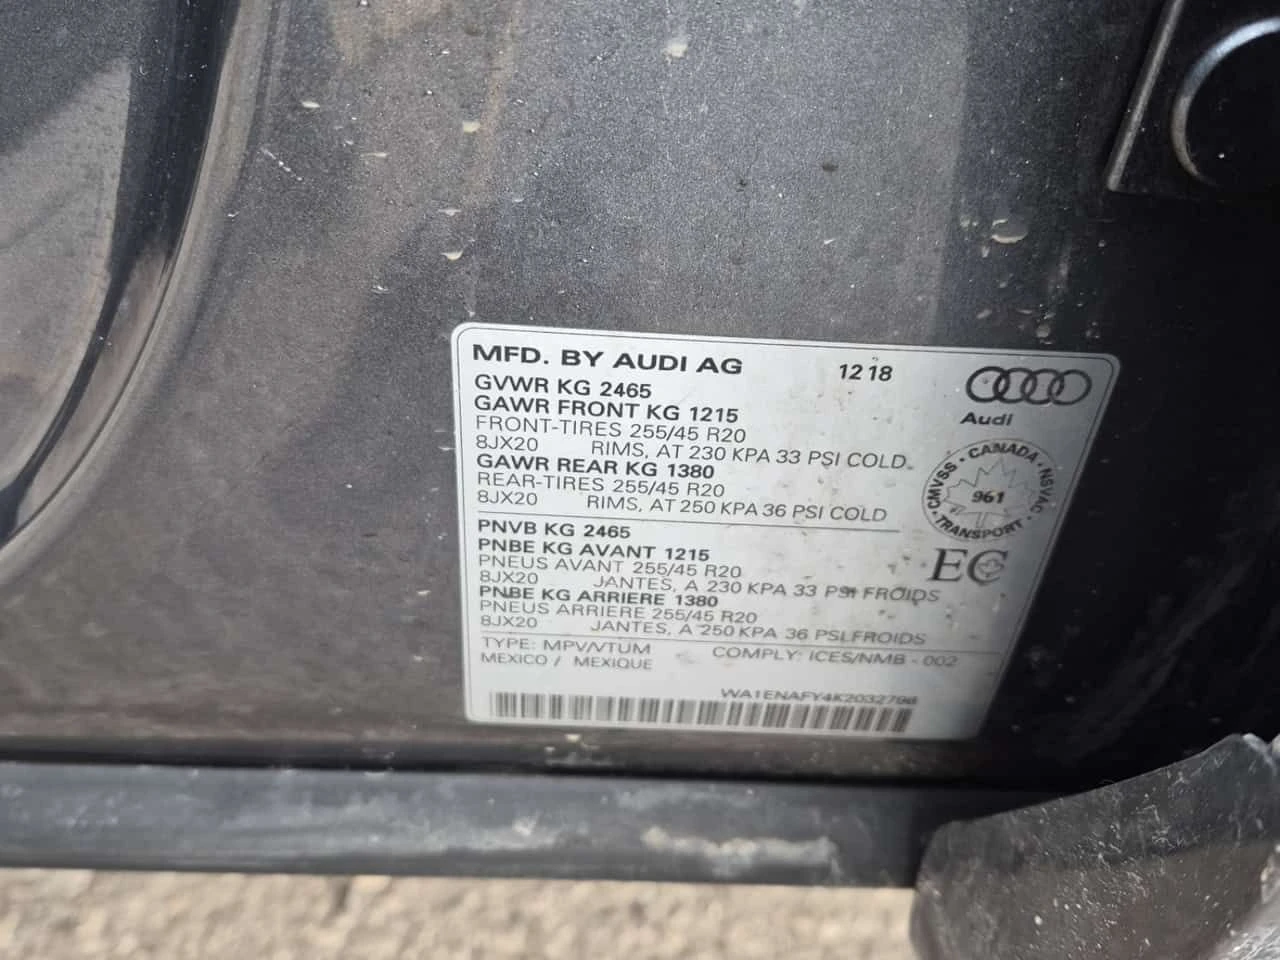 MFD. BY AUDI AG 12 18
Audi
GVWR KG 2465
GAWR FRONT KG 1215
FRONT-TIRES 255/45 R20
8JX20 RIMS, AT 230 KPA 33 PSI COLD
GAWR REAR KG 1380
REAR-TIRES 255/45 R20
8JX20 RIMS, AT 250 KPA 36 PSI COLD
CMVSS · CANADA · NSVAC · TRANSPORT ·
961
PNVB KG 2465
PNBE KG AVANT 1215
PNEUS AVANT 255/45 R20
8JX20 JANTES, A 230 KPA 33 PSI FROIDS
PNBE KG ARRIERE 1380
PNEUS ARRIERE 255/45 R20
8JX20 JANTES, A 250 KPA 36 PSI FROIDS
EC
TYPE: MPV/VTUM COMPLY: ICES/NMB - 002
MEXICO / MEXIQUE
WA1ENAFY4K2032798